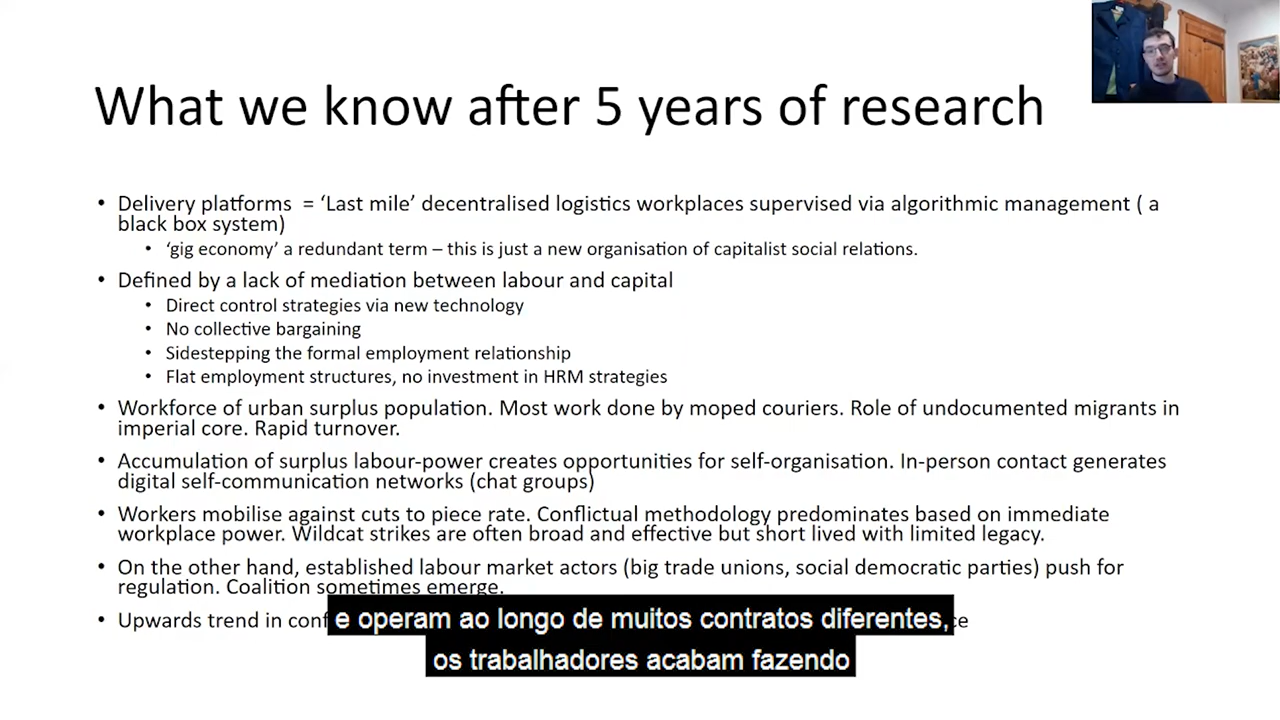 What we know after 5 years of research
• Delivery platforms = ‘Last mile’ decentralised logistics workplaces supervised via algorithmic management ( a
black box system)
• ‘gig economy’ a redundant term – this is just a new organisation of capitalist social relations.
• Defined by a lack of mediation between labour and capital
• Direct control strategies via new technology
• No collective bargaining
• Sidestepping the formal employment relationship
• Flat employment structures, no investment in HRM strategies
• Workforce of urban surplus population. Most work done by moped couriers. Role of undocumented migrants in
imperial core. Rapid turnover.
• Accumulation of surplus labour-power creates opportunities for self-organisation. In-person contact generates
digital self-communication networks (chat groups)
• Workers mobilise against cuts to piece rate. Conflictual methodology predominates based on immediate
workplace power. Wildcat strikes are often broad and effective but short lived with limited legacy.
• On the other hand, established labour market actors (big trade unions, social democratic parties) push for
regulation. Coalition sometimes emerge.
• Upwards trend in
e operam ao longo de muitos contratos diferentes,
os trabalhadores acabam fazendo